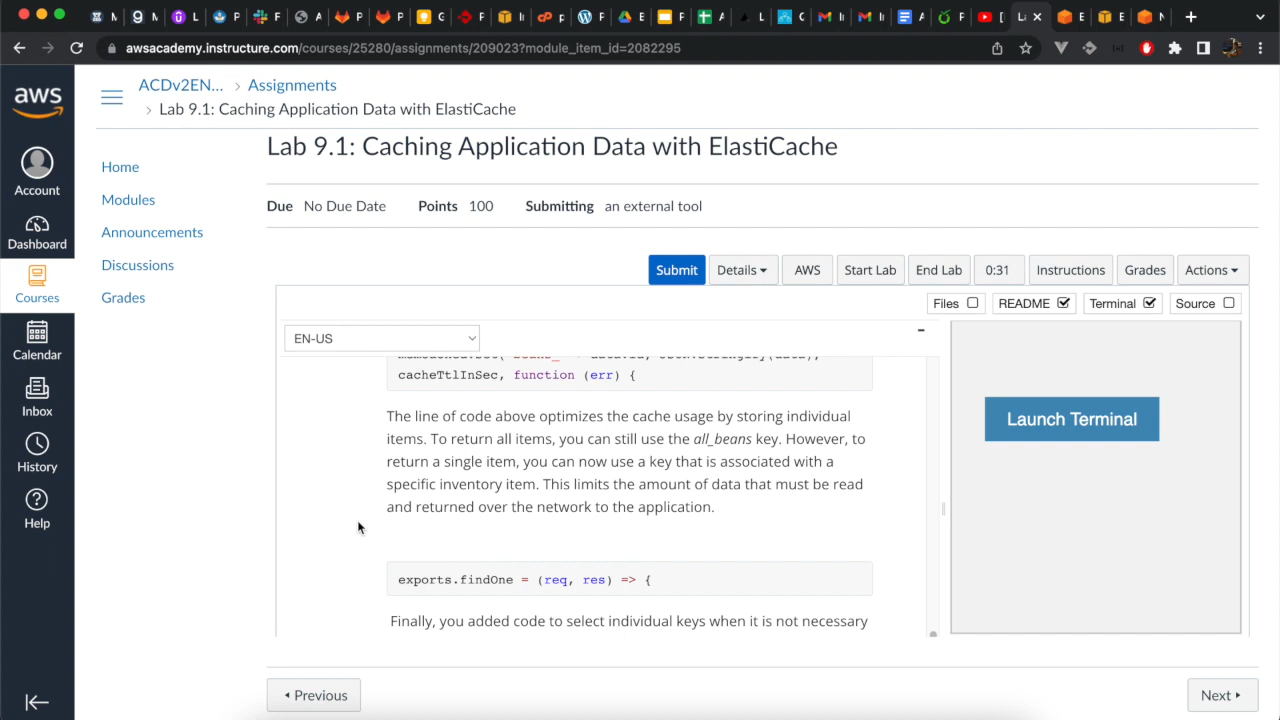 awsacademy.instructure.com/courses/25280/assignments/209023?module_item_id=2082295
aws
Account
Dashboard
Courses
Calendar
Inbox
History
Help
ACDv2EN... > Assignments
> Lab 9.1: Caching Application Data with ElastiCache
Home
Modules
Announcements
Discussions
Grades
Lab 9.1: Caching Application Data with ElastiCache
Due No Due Date Points 100 Submitting an external tool
Submit Details AWS Start Lab End Lab 0:31 Instructions Grades Actions
Files README Terminal Source
EN-US
cacheTtlInSec, function (err) {
The line of code above optimizes the cache usage by storing individual
items. To return all items, you can still use the all_beans key. However, to
return a single item, you can now use a key that is associated with a
specific inventory item. This limits the amount of data that must be read
and returned over the network to the application.
exports.findOne = (req, res) => {
Finally, you added code to select individual keys when it is not necessary
Launch Terminal
Previous
Next